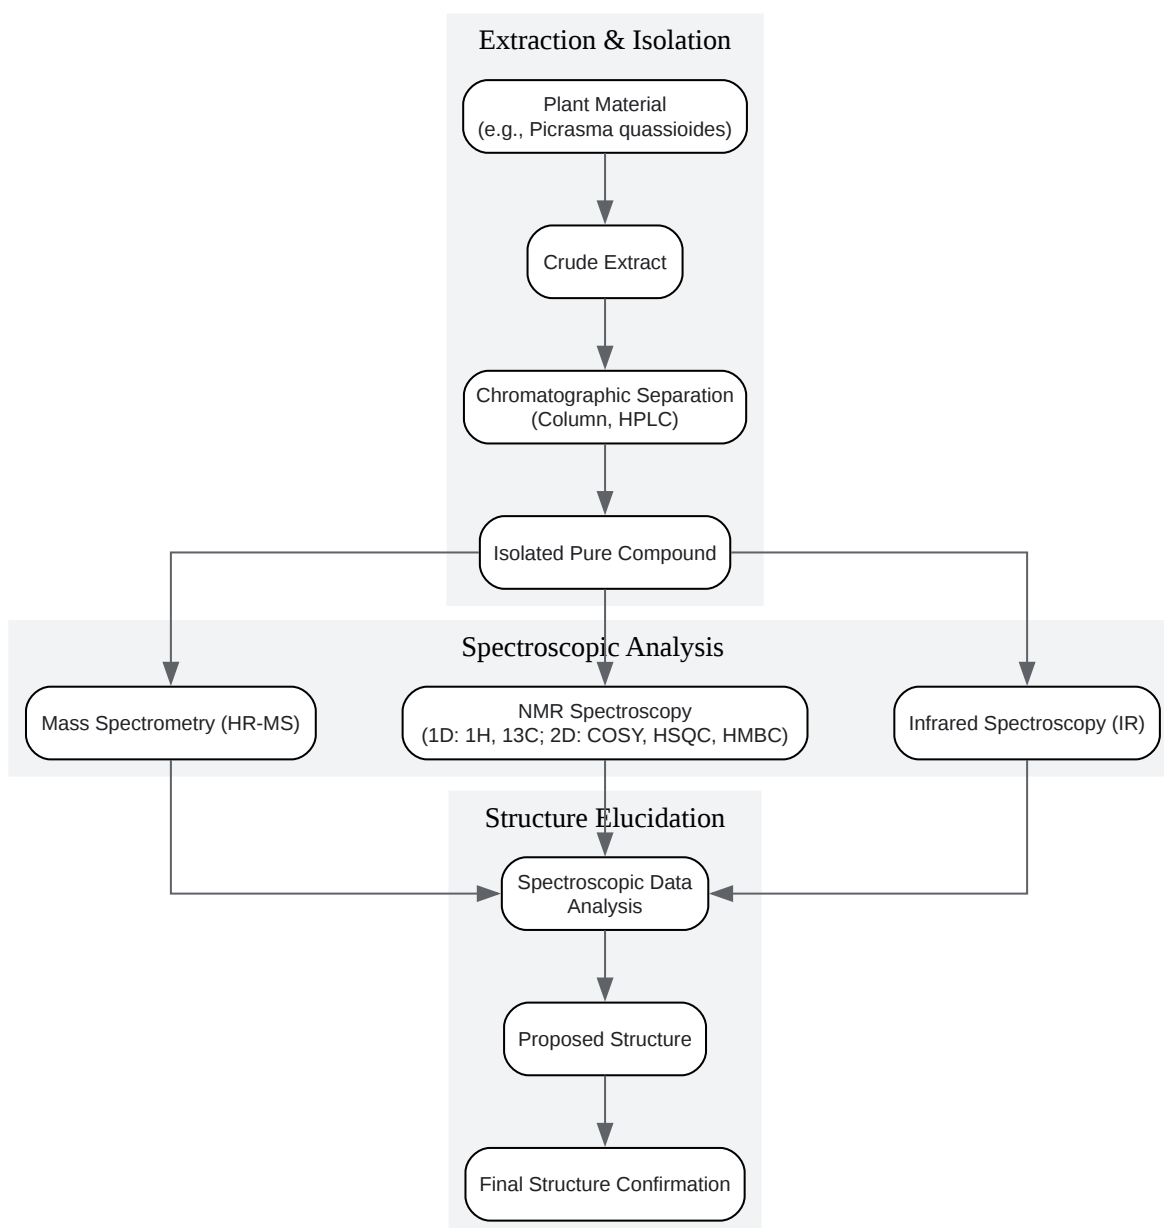 Extraction & Isolation
Plant Material
(e.g., Picrasma quassioides)
Crude Extract
Chromatographic Separation
(Column, HPLC)
Isolated Pure Compound
Spectroscopic Analysis
Mass Spectrometry (HR-MS)
NMR Spectroscopy
(1D: 1H, 13C; 2D: COSY, HSQC, HMBC)
Infrared Spectroscopy (IR)
Structure Elucidation
Spectroscopic Data
Analysis
Proposed Structure
Final Structure Confirmation